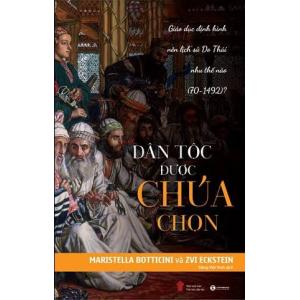 Giáo dục định hình
nên lịch sử Do Thái
như thế nào
(70-1492)?
DÂN TỘC
ĐƯỢC
CHÚA
CHỌN
MARISTELLA BOTTICINI và ZVI ECKSTEIN